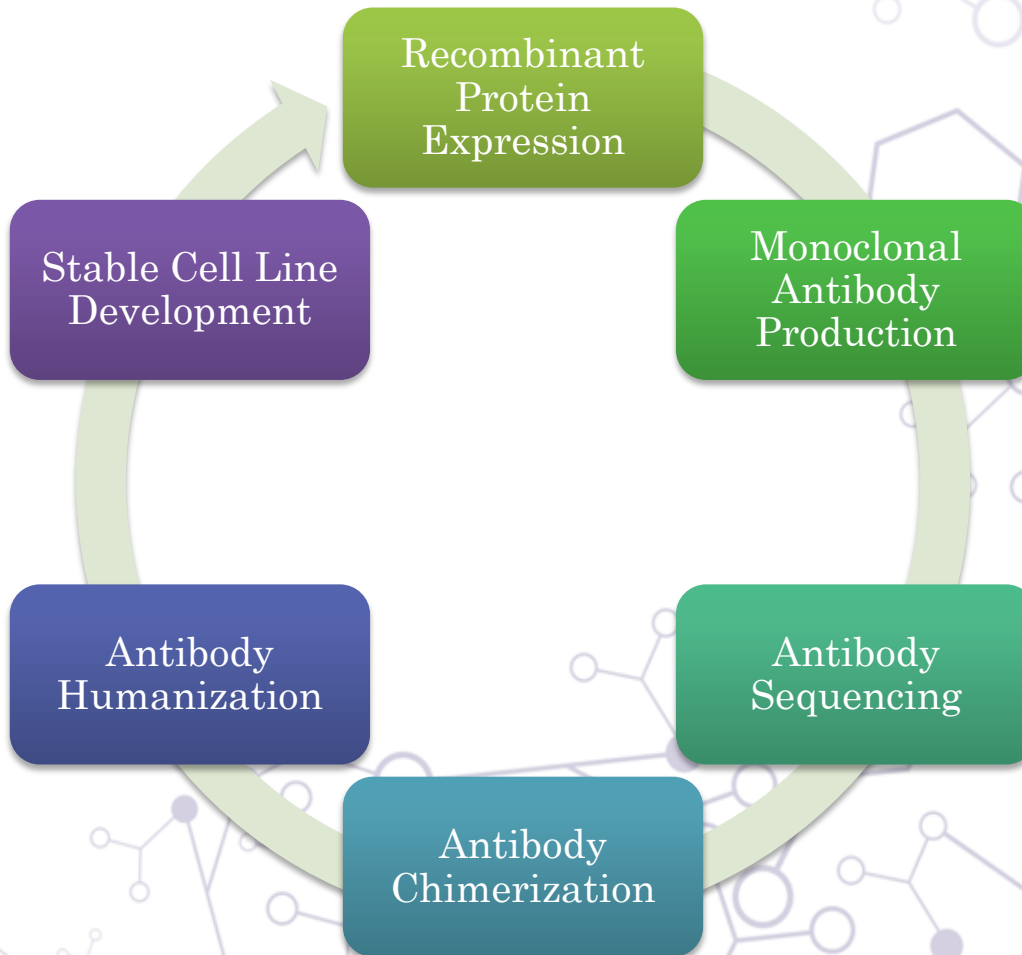 Recombinant
Protein
Expression
Monoclonal
Antibody
Production
Antibody
Sequencing
Antibody
Chimerization
Antibody
Humanization
Stable Cell Line
Development